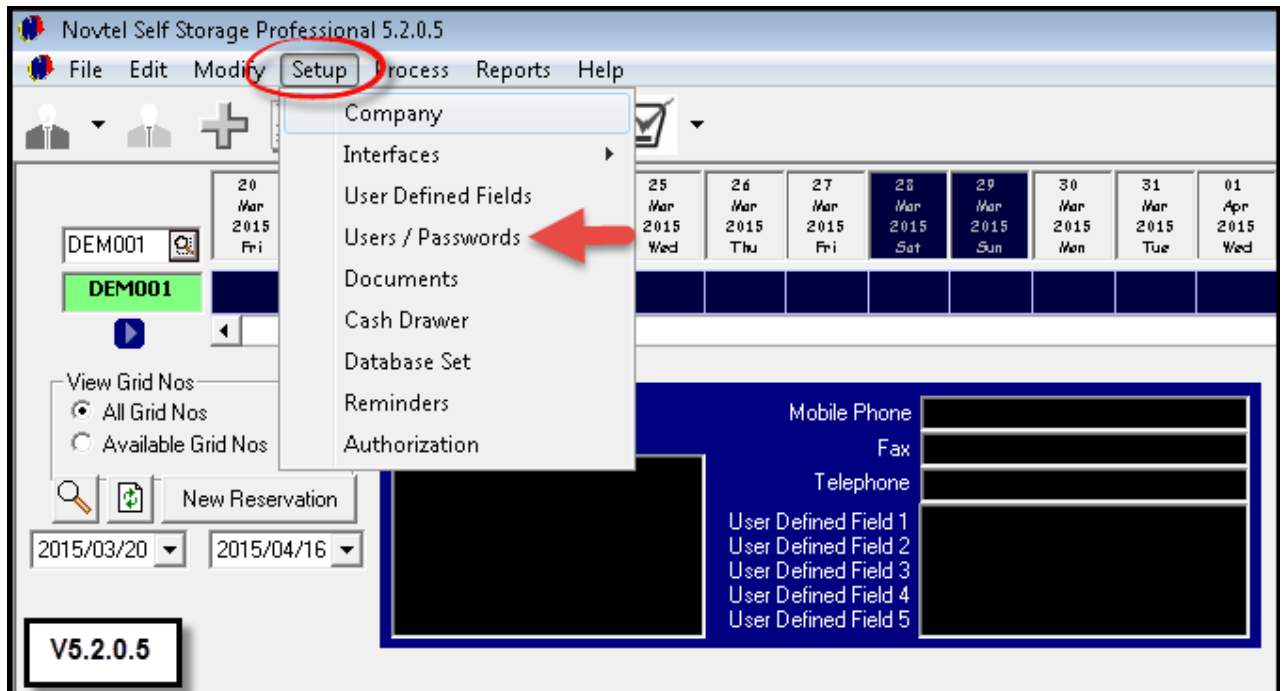 Novtel Self Storage Professional 5.2.0.5
File Edit Modify Setup Process Reports Help
Company
Interfaces
User Defined Fields
Users / Passwords
Documents
Cash Drawer
Database Set
Reminders
Authorization
20 Mar 2015 Fri
25 Mar 2015 Wed
26 Mar 2015 Thu
27 Mar 2015 Fri
28 Mar 2015 Sat
29 Mar 2015 Sun
30 Mar 2015 Mon
31 Mar 2015 Tue
01 Apr 2015 Wed
DEM001
DEM001
View Grid Nos
All Grid Nos
Available Grid Nos
New Reservation
2015/03/20 2015/04/16
Mobile Phone
Fax
Telephone
User Defined Field 1
User Defined Field 2
User Defined Field 3
User Defined Field 4
User Defined Field 5
V5.2.0.5